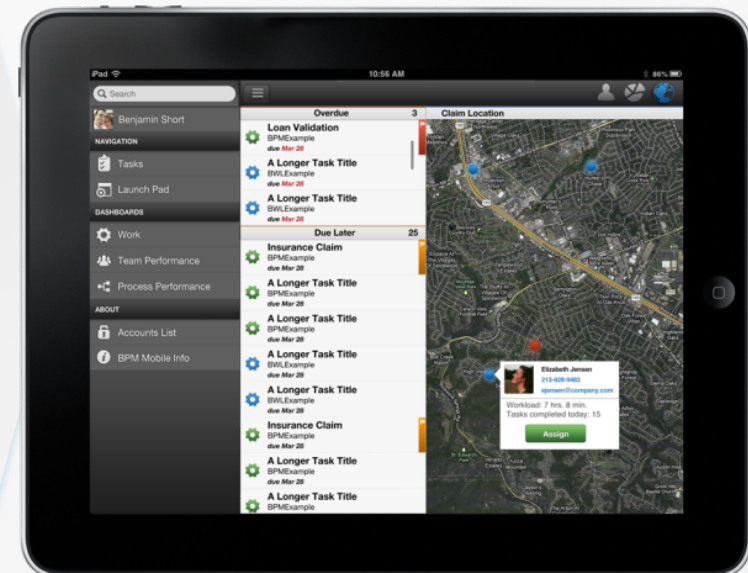 iPad
10:56 AM
86%
Search
Benjamin Short
NAVIGATION
Tasks
Launch Pad
DASHBOARDS
Work
Team Performance
Process Performance
ABOUT
Accounts List
BPM Mobile Info
Overdue 3
Loan Validation
BPMExample
due Mar 28
A Longer Task Title
BWLExample
due Mar 28
A Longer Task Title
BWLExample
due Mar 28
Due Later 25
Insurance Claim
BPMExample
due Mar 28
A Longer Task Title
BPMExample
due Mar 28
A Longer Task Title
BPMExample
due Mar 28
A Longer Task Title
BWLExample
due Mar 28
A Longer Task Title
BWLExample
due Mar 28
Insurance Claim
BPMExample
due Mar 28
A Longer Task Title
BPMExample
due Mar 28
A Longer Task Title
BPMExample
Claim Location
Elizabeth Jensen
213-928-9483
ejensen@company.com
Workload: 7 hrs. 8 min.
Tasks completed today: 15
Assign